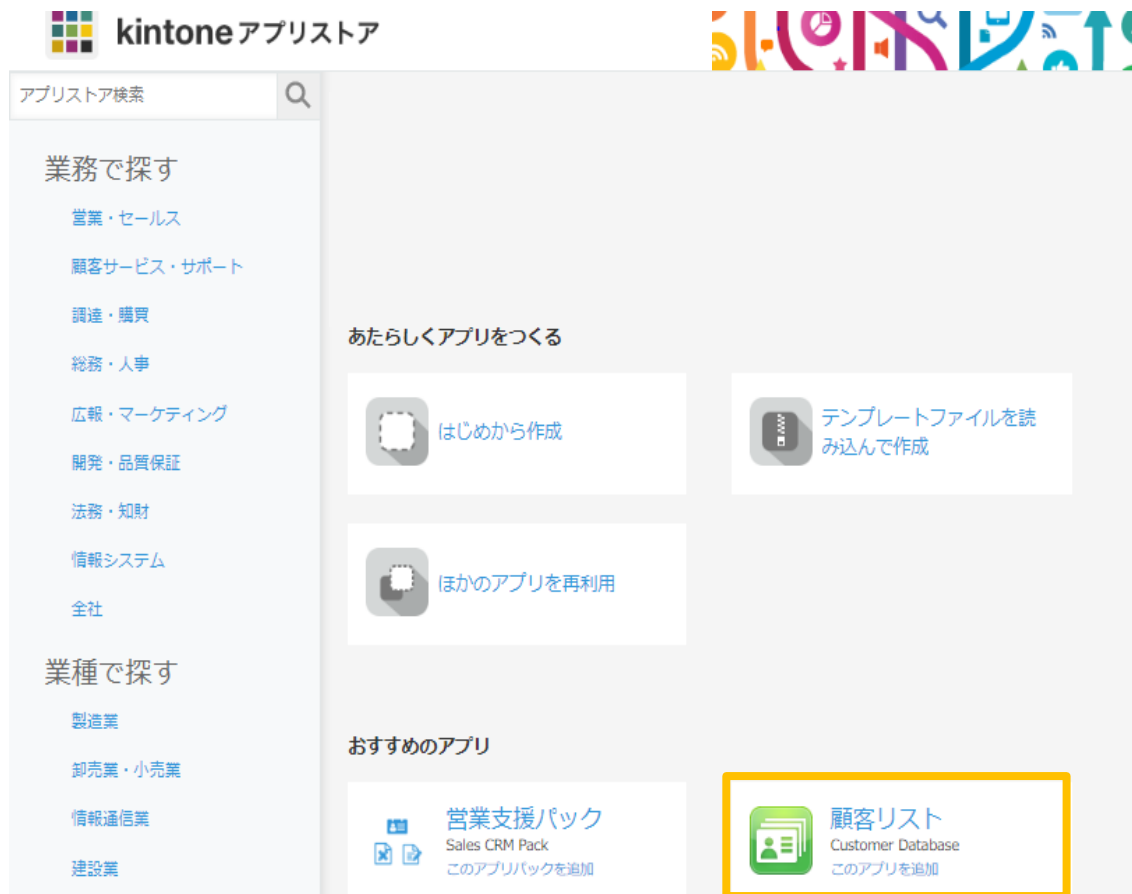 kintoneアプリストア
アプリストア検索
業務で探す
営業・セールス
顧客サービス・サポート
調達・購買
総務・人事
広報・マーケティング
開発・品質保証
法務・知財
情報システム
全社
業種で探す
製造業
卸売業・小売業
情報通信業
建設業
あたらしくアプリをつくる
はじめから作成
テンプレートファイルを読
み込んで作成
ほかのアプリを再利用
おすすめのアプリ
営業支援パック
Sales CRM Pack
このアプリパックを追加
顧客リスト
Customer Database
このアプリを追加